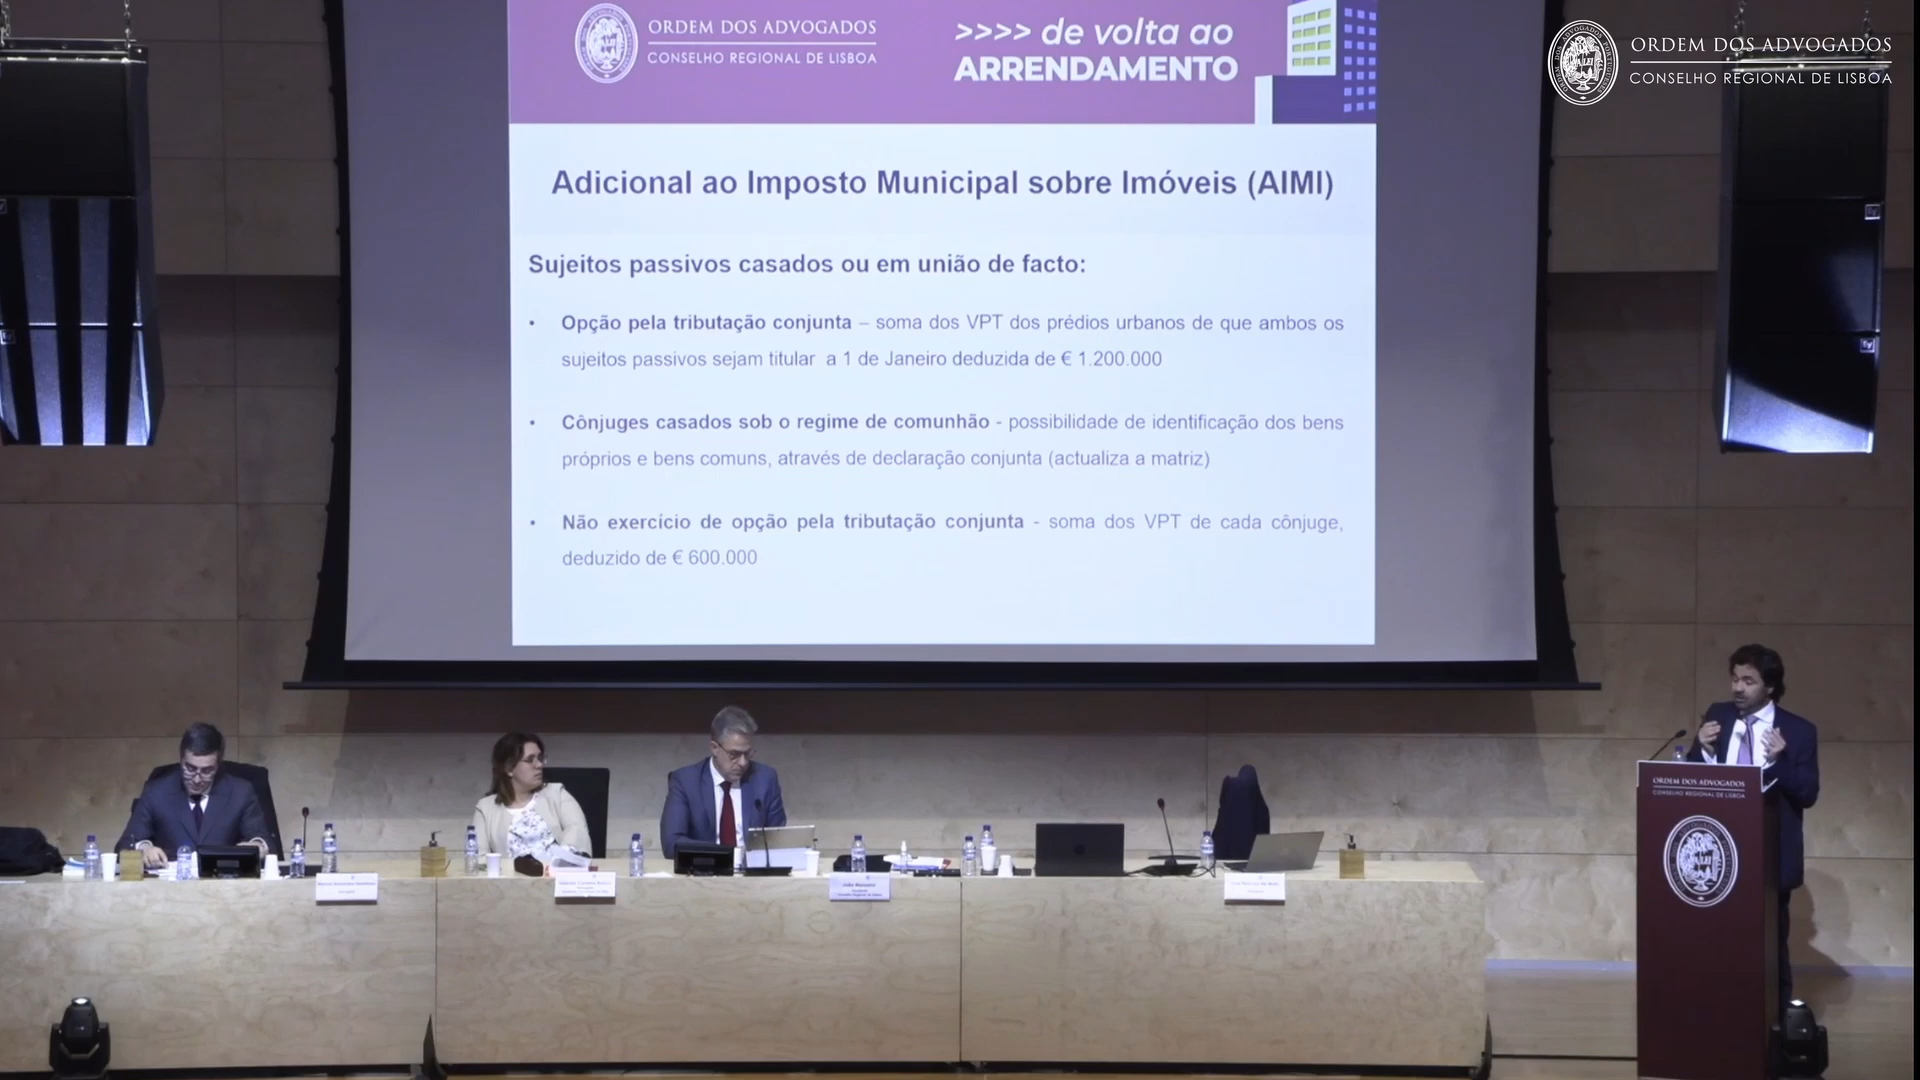 ORDEM DOS ADVOGADOS
CONSELHO REGIONAL DE LISBOA
>>>> de volta ao
ARRENDAMENTO
ORDEM DOS ADVOGADOS
CONSELHO REGIONAL DE LISBOA
Adicional ao Imposto Municipal sobre Imóveis (AIMI)
Sujeitos passivos casados ou em união de facto:
• Opção pela tributação conjunta – soma dos VPT dos prédios urbanos de que ambos os
sujeitos passivos sejam titular a 1 de Janeiro deduzida de € 1.200.000
• Cônjuges casados sob o regime de comunhão - possibilidade de identificação dos bens
próprios e bens comuns, através de declaração conjunta (actualiza a matriz)
• Não exercício de opção pela tributação conjunta - soma dos VPT de cada cônjuge,
deduzido de € 600.000
ORDEM DOS ADVOGADOS
CONSELHO REGIONAL DE LISBOA